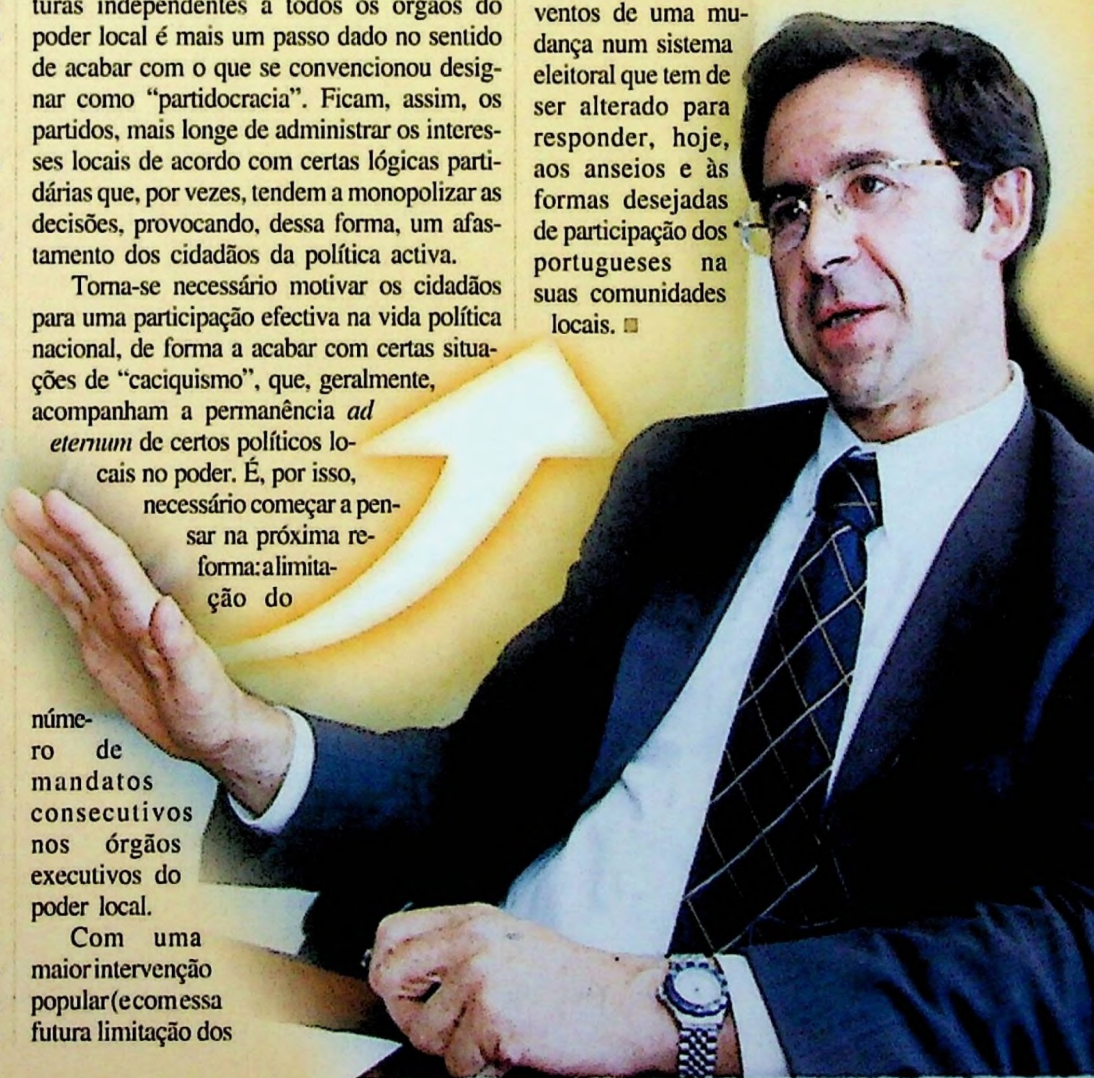 turas independentes a todos os órgãos do
poder local é mais um passo dado no sentido
de acabar com o que se convencionou desig-
nar como “partidocracia”. Ficam, assim, os
partidos, mais longe de administrar os interes-
ses locais de acordo com certas lógicas parti-
dárias que, por vezes, tendem a monopolizar as
decisões, provocando, dessa forma, um afas-
tamento dos cidadãos da política activa.
Torna-se necessário motivar os cidadãos
para uma participação efectiva na vida política
nacional, de forma a acabar com certas situa-
ções de “caciquismo”, que, geralmente,
acompanham a permanência ad
eternum de certos políticos lo-
cais no poder. É, por isso,
necessário começar a pen-
sar na próxima re-
forma: a limita-
ção do
núme-
ro de
mandatos
consecutivos
nos órgãos
executivos do
poder local.
Com uma
maior intervenção
popular (e com essa
futura limitação dos
ventos de uma mu-
dança num sistema
eleitoral que tem de
ser alterado para
responder, hoje,
aos anseios e às
formas desejadas
de participação dos
portugueses na
suas comunidades
locais.